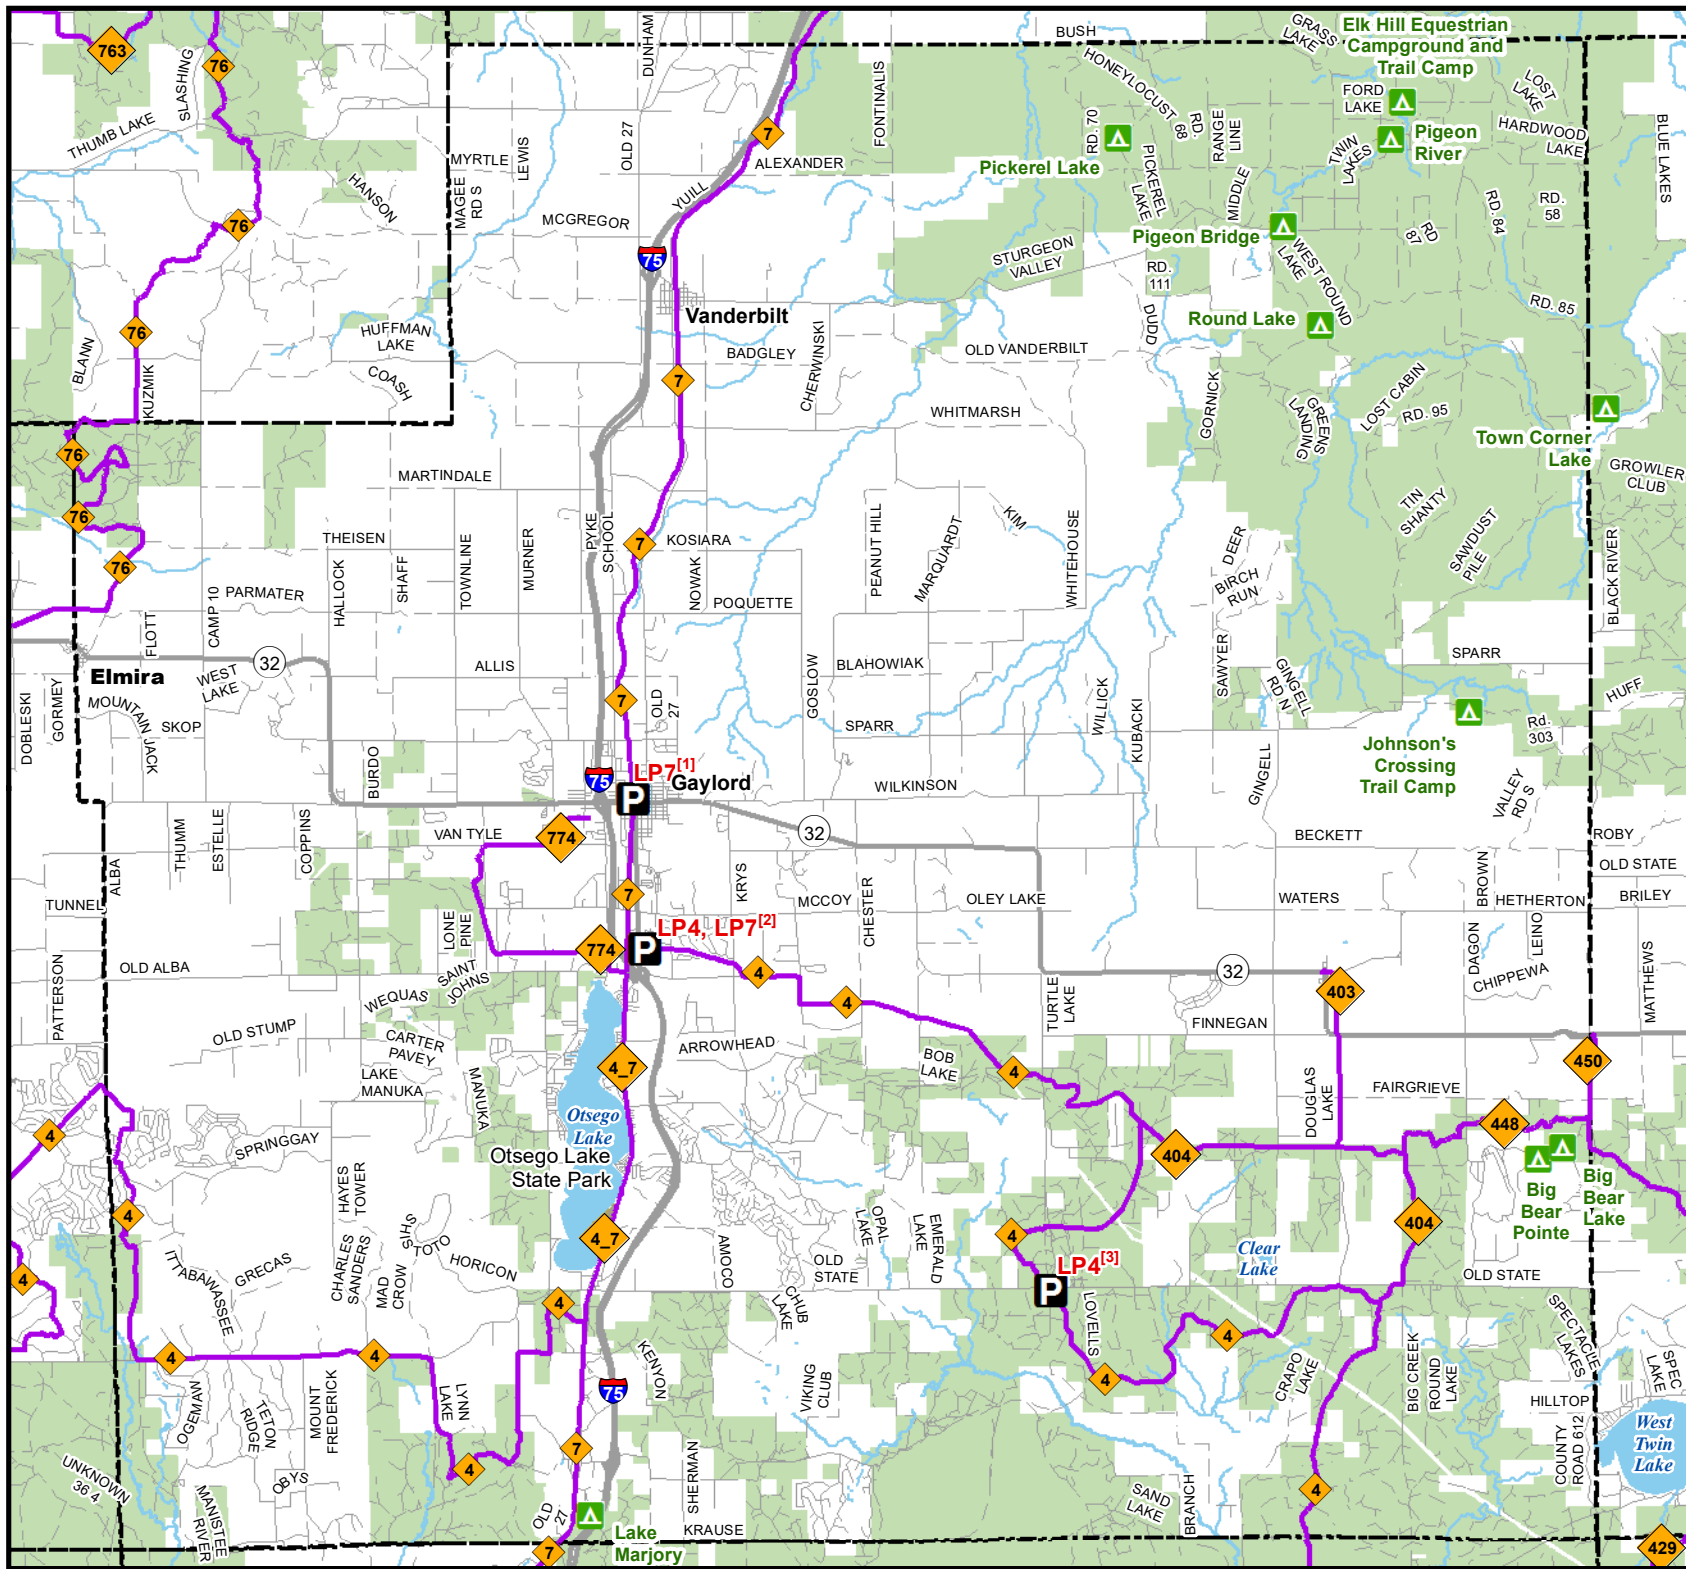 763
76
SLASHING
THUMB LAKE
HANSON
76
76
BLANN
KUZMIK
HUFFMAN
LAKE
COASH
76
76
76
DUNHAM
BUSH
7
FONTINALIS
ALEXANDER
OLD 27
LEWIS
MYRTLE
MAGEE
RD S
MCGREGOR
YUILL
75
Vanderbilt
BADGLEY
CHERWINSKI
7
GRASS
LAKE
Elk Hill Equestrian
Campground and
Trail Camp
FORD
LAKE
LOST
LAKE
HONEYLOCUST 68
RD.
RD. 70
RANGE
LINE
TWIN
LAKES
Pigeon
River
HARDWOOD
LAKE
BLUE LAKES
Pickerel Lake
PICKEREL
LAKE
MIDDLE
Pigeon Bridge
RD.
58
RD. 84
RD
87
STURGEON
VALLEY
RD.
111
WEST ROUND
LAKE
RD. 85
DUDD
Round Lake
OLD VANDERBILT
WHITMARSH
GORNICK
GREENS
LANDING
LOST CABIN
RD. 95
Town Corner
Lake
GROWLER
CLUB
MARTINDALE
THEISEN
PARMATER
CAMP 10
FLOTT
HALLOCK
SHAFF
TOWNLINE
MURNER
PYKE
SCHOOL
7
KOSIARA
NOWAK
POQUETTE
PEANUT HILL
MARQUARDT
KIM
WHITEHOUSE
DEER
BIRCH
RUN
TIN
SHANTY
SAWDUST
PILE
BLACK RIVER
32
Elmira
WEST
LAKE
ALLIS
MOUNTAIN JACK
SKOP
DOBLESKI
GORMEY
BURDO
7
OLD
27
GOSLOW
BLAHOWIAK
SPARR
WILLICK
KUBACKI
SAWYER
GINGELL
RD N
GINGELL
SPARR
HUFF
Rd.
303
Johnson's
Crossing
Trail Camp
VALLEY
RD S
75
LP7[1]
P
Gaylord
WILKINSON
BECKETT
ROBY
OLD STATE
BRILEY
THUMM
ESTELLE
COPPINS
VAN TYLE
774
32
ALBA
TUNNEL
7
KRYS
MCCOY
CHESTER
OLEY LAKE
WATERS
BROWN
HETHERTON
LONE
PINE
LP4, LP7[2]
774
P
4
4
PATTERSON
OLD ALBA
SAINT
JOHNS
WEQUAS
32
403
DAGON
LEINO
CHIPPEWA
MATTHEWS
OLD STUMP
CARTER
PAVEY
TURTLE
LAKE
FINNEGAN
ARROWHEAD
BOB
LAKE
4
4_7
LAKE
MANUKA
MANUKA
450
DOUGLAS
LAKE
FAIRGRIEVE
448
4
SPRINGGAY
Otsego
Lake
Otsego Lake
State Park
404
HAYES
TOWER
4
404
Big
Bear
Pointe
Big
Bear
Lake
4_7
SIHS
TOTO
HORICON
GRECAS
ITTABAWASSEE
CHARLES
SANDERS
MAD
CROW
4
AMOCO
OLD
STATE
OPAL
LAKE
EMERALD
LAKE
4
Clear
Lake
LP4[3]
P
LOVELLS
OLD STATE
CHUB
LAKE
4
4
4
4
SPECTACLE
LAKES
SPEC
LAKE
KENYON
75
VIKING
CLUB
4
CRAPO
LAKE
BIG CREEK
ROUND
LAKE
HILLTOP
COUNTY
ROAD 612
West
Twin
Lake
OGEMAW
TETON
RIDGE
MOUNT
FREDERICK
LYNN
LAKE
4
7
UNKNOWN
36 4
OBYS
MANISTEE
RIVER
OLD
27
Lake
Marjory
SHERMAN
KRAUSE
SAND
LAKE
BRANCH
4
7
429